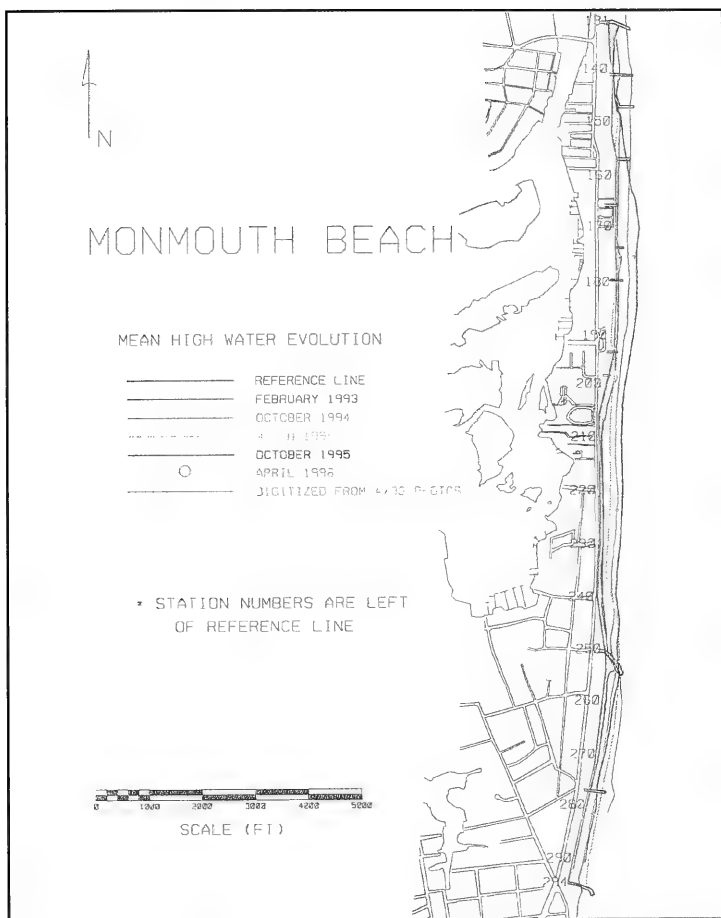 N
MONMOUTH BEACH
MEAN HIGH WATER EVOLUTION
REFERENCE LINE
FEBRUARY 1993
OCTOBER 1994
OCTOBER 1995
APRIL 1996
DIGITIZED FROM
* STATION NUMBERS ARE LEFT
OF REFERENCE LINE
0 1000 2000 3000 4000 5000
SCALE (FT)
140
150
160
170
180
190
200
210
220
230
240
250
260
270
280
290